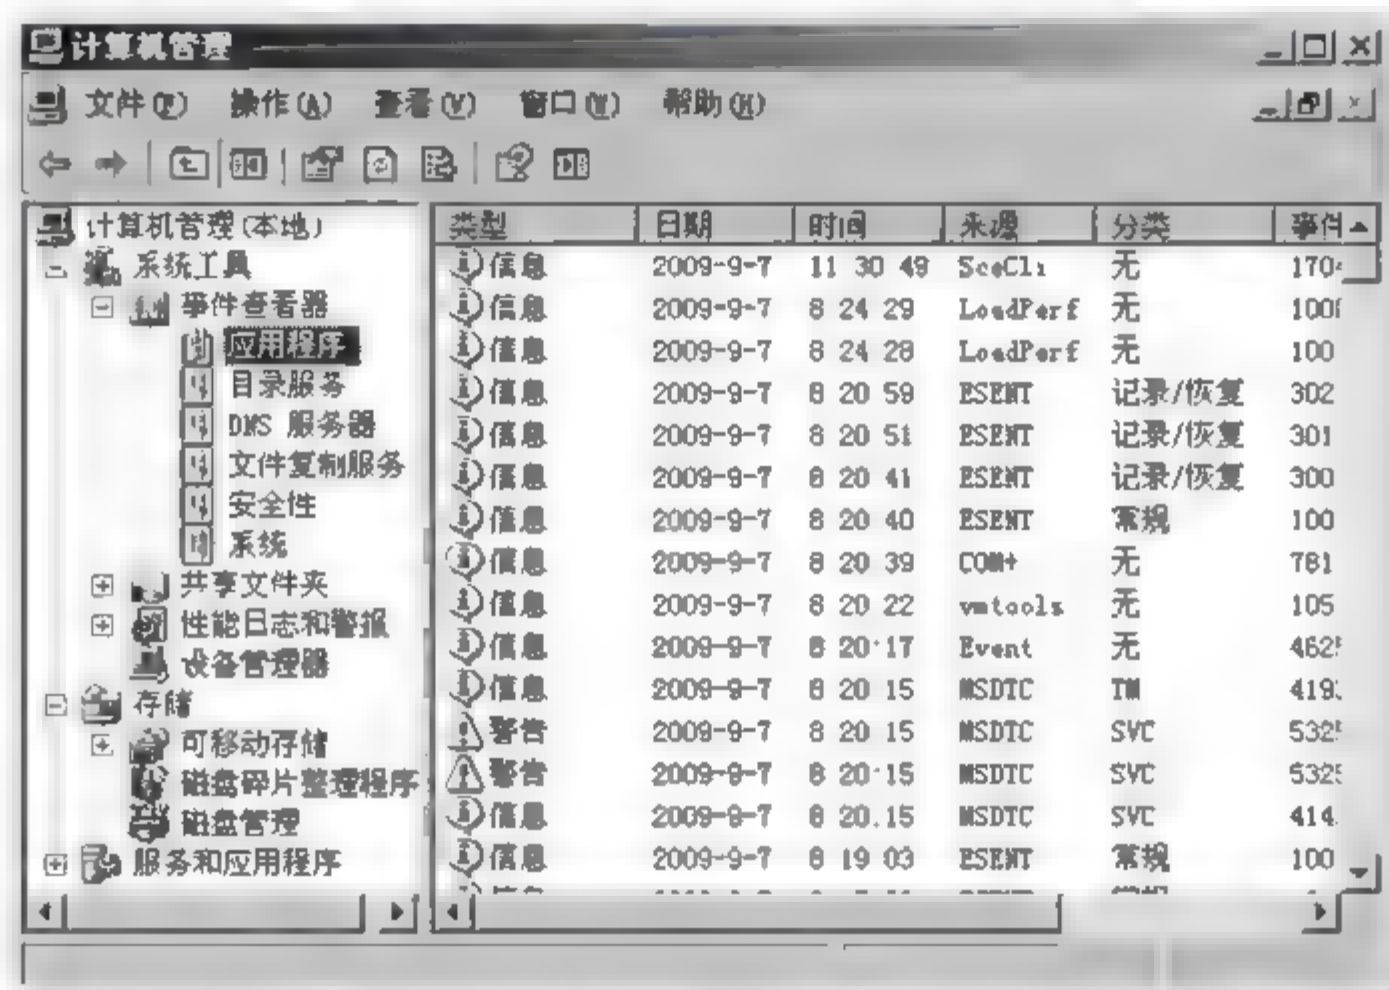 计算机管理
文件(F) 操作(A) 查看(V) 窗口(W) 帮助(H)
计算机管理(本地)
系统工具
事件查看器
应用程序
目录服务
DNS 服务器
文件复制服务
安全性
系统
共享文件夹
性能日志和警报
设备管理器
存储
可移动存储
磁盘碎片整理程序
磁盘管理
服务和应用程序
类型 日期 时间 来源 分类 事件
信息 2009-9-7 11 30 49 SceCli 无 170
信息 2009-9-7 8 24 29 LoadPerf 无 100
信息 2009-9-7 8 24 28 LoadPerf 无 100
信息 2009-9-7 8 20 59 ESENT 记录/恢复 302
信息 2009-9-7 8 20 51 ESENT 记录/恢复 301
信息 2009-9-7 8 20 41 ESENT 记录/恢复 300
信息 2009-9-7 8 20 40 ESENT 常规 100
信息 2009-9-7 8 20 39 COM+ 无 781
信息 2009-9-7 8 20 22 vmtools 无 105
信息 2009-9-7 8 20:17 Event 无 462
信息 2009-9-7 8 20 15 MSDTC TM 419
警告 2009-9-7 8 20 15 MSDTC SVC 532
警告 2009-9-7 8 20:15 MSDTC SVC 532
信息 2009-9-7 8 20.15 MSDTC SVC 414
信息 2009-9-7 8 19 03 ESENT 常规 100